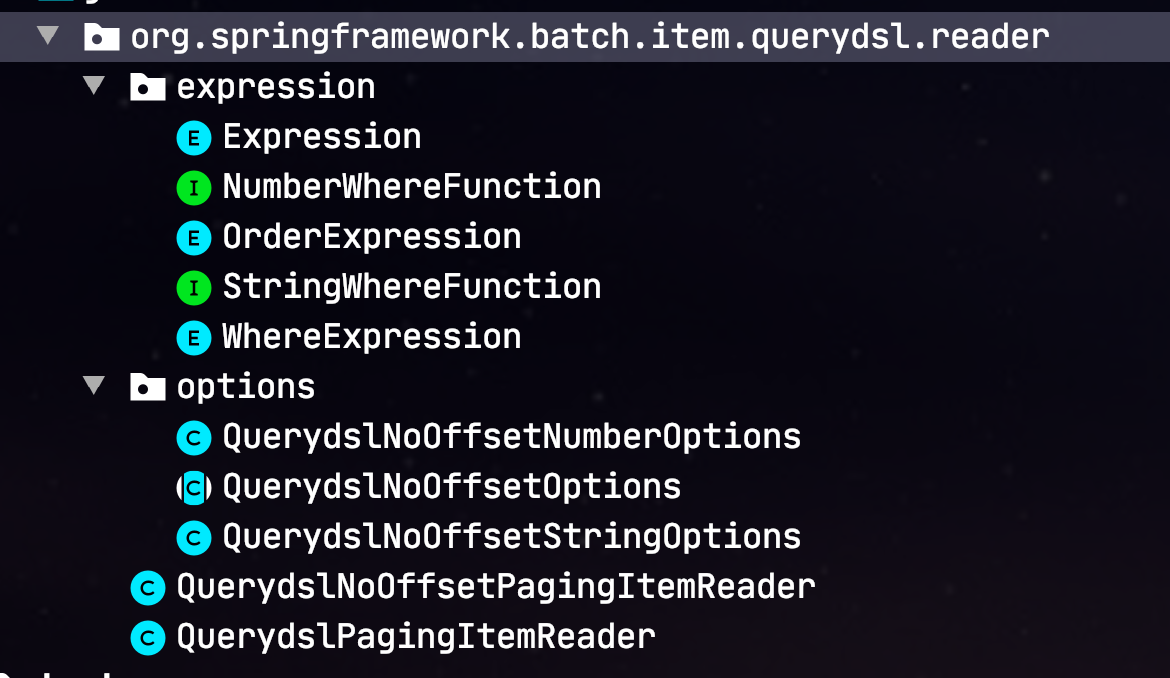 org.springframework.batch.item.querydsl.reader
expression
E Expression
I NumberWhereFunction
E OrderExpression
I StringWhereFunction
E WhereExpression
options
C QuerydslNoOffsetNumberOptions
C QuerydslNoOffsetOptions
C QuerydslNoOffsetStringOptions
C QuerydslNoOffsetPagingItemReader
C QuerydslPagingItemReader